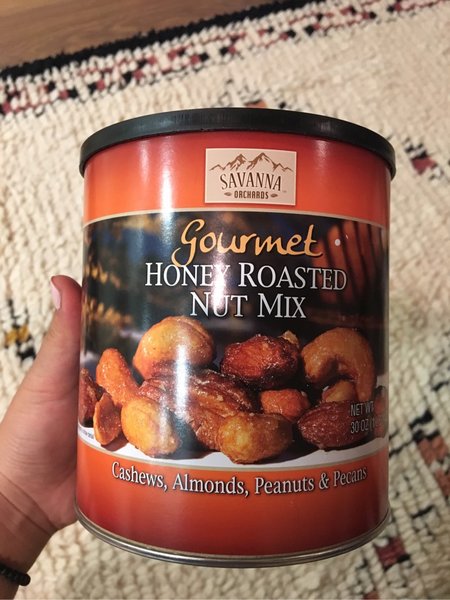 SAVANNA
ORCHARDS
Gourmet
HONEY ROASTED
NUT MIX
NET WT
30 OZ
Cashews, Almonds, Peanuts & Pecans